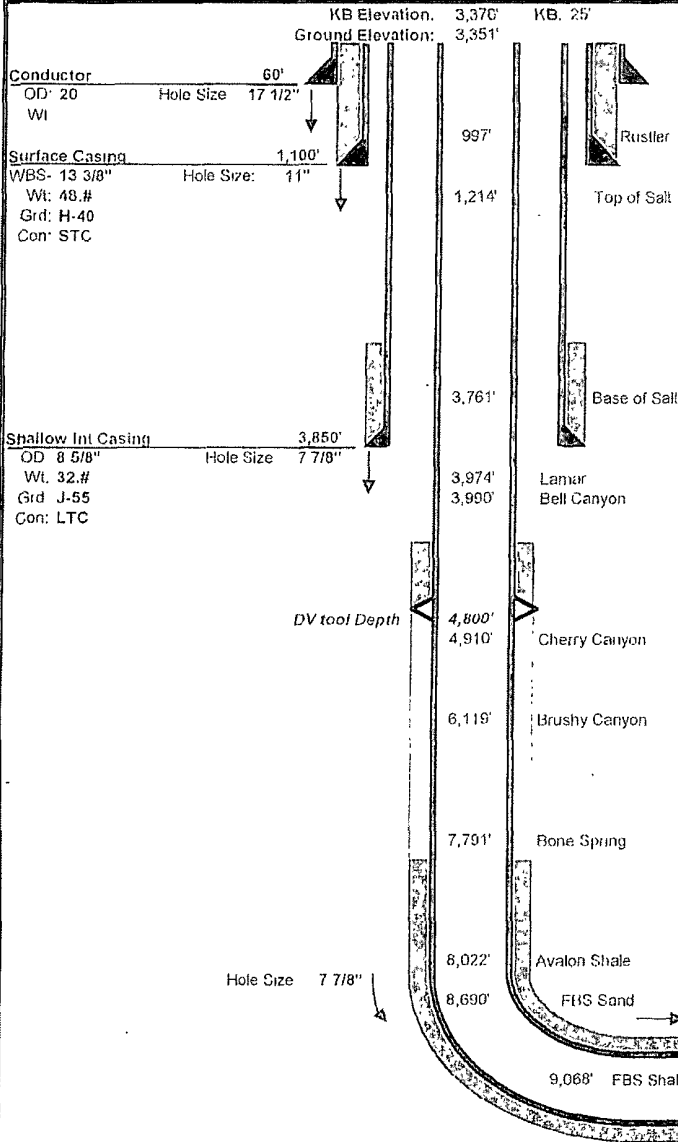 KB Elevation. 3,370' KB. 25'
Ground Elevation: 3,351'
Conductor 60'
OD· 20 Hole Size 17 1/2"
Wt
997' Rustler
Surface Casing 1,100'
WBS- 13 3/8" Hole Size: 11"
Wt: 48.#
1,214' Top of Salt
Grd: H-40
Con· STC
3,761' Base of Salt
Shallow Int Casing 3,850'
OD 8 5/8" Hole Size 7 7/8"
Wt. 32.#
3,974' Lamar
Grd J-55
3,990' Bell Canyon
Con: LTC
DV tool Depth 4,800'
4,910' Cherry Canyon
6,119' Brushy Canyon
7,791' Bone Spring
8,022' Avalon Shale
Hole Size 7 7/8"
8,690' FBS Sand
9,068' FBS Shal